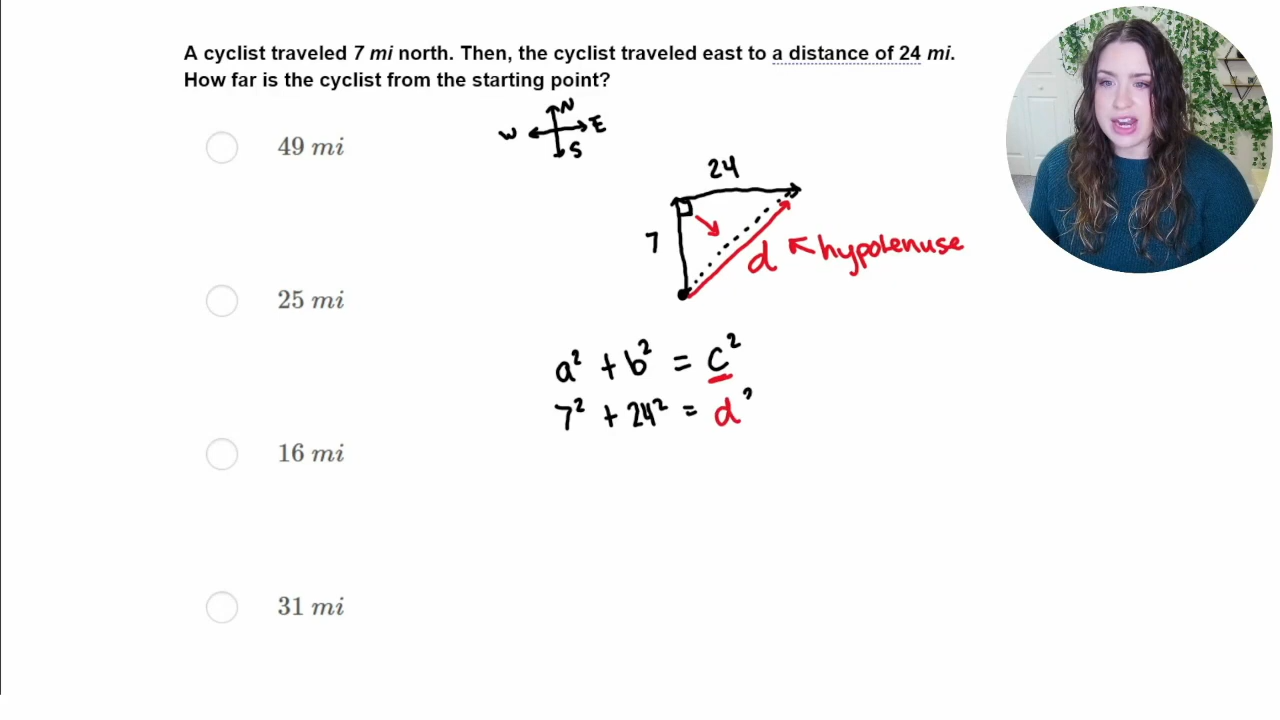 A cyclist traveled 7 mi north. Then, the cyclist traveled east to a distance of 24 mi.
How far is the cyclist from the starting point?
N
W E
S
49 mi
24
7
d hypotenuse
25 mi
a² + b² = c²
7² + 24² = d²
16 mi
31 mi